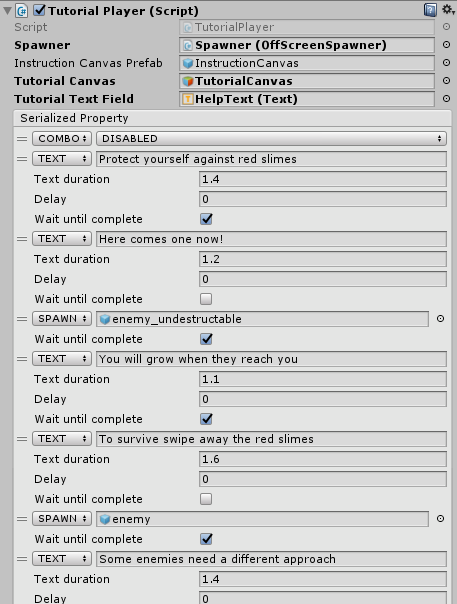 Tutorial Player (Script)
Script TutorialPlayer
Spawner Spawner (OffScreenSpawner)
Instruction Canvas Prefab InstructionCanvas
Tutorial Canvas TutorialCanvas
Tutorial Text Field HelpText (Text)
Serialized Property
COMBO DISABLED
TEXT Protect yourself against red slimes
Text duration 1.4
Delay 0
Wait until complete
TEXT Here comes one now!
Text duration 1.2
Delay 0
Wait until complete
SPAWN enemy_undestructable
Wait until complete
TEXT You will grow when they reach you
Text duration 1.1
Delay 0
Wait until complete
TEXT To survive swipe away the red slimes
Text duration 1.6
Delay 0
Wait until complete
SPAWN enemy
Wait until complete
TEXT Some enemies need a different approach
Text duration 1.4
Delay 0